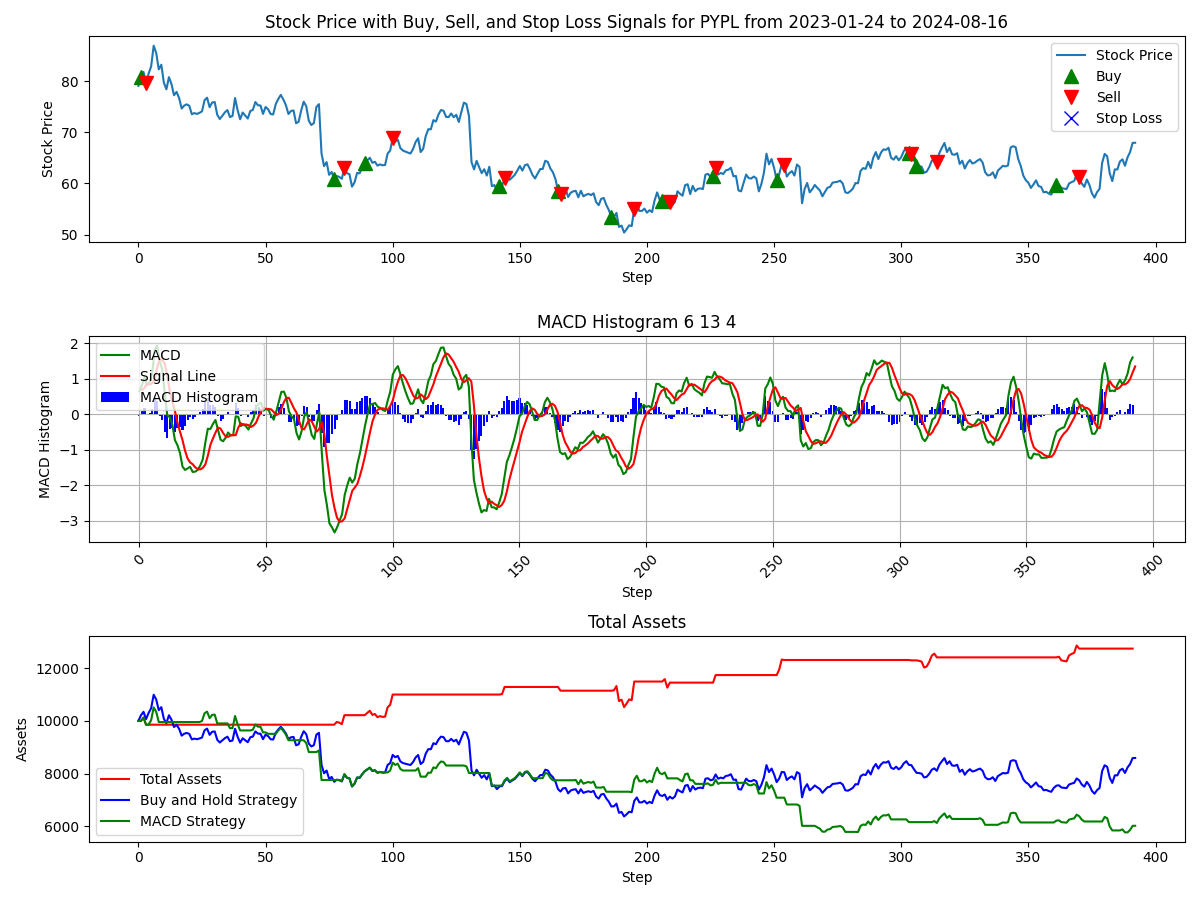 Stock Price with Buy, Sell, and Stop Loss Signals for PYPL from 2023-01-24 to 2024-08-16
Stock Price
80
70
60
50
Stock Price
Buy
Sell
Stop Loss
0 50 100 150 200 250 300 350 400
Step
MACD Histogram 6 13 4
MACD Histogram
2
1
0
−1
−2
−3
MACD
Signal Line
MACD Histogram
0 50 100 150 200 250 300 350 400
Step
Total Assets
Assets
12000
10000
8000
6000
Total Assets
Buy and Hold Strategy
MACD Strategy
0 50 100 150 200 250 300 350 400
Step